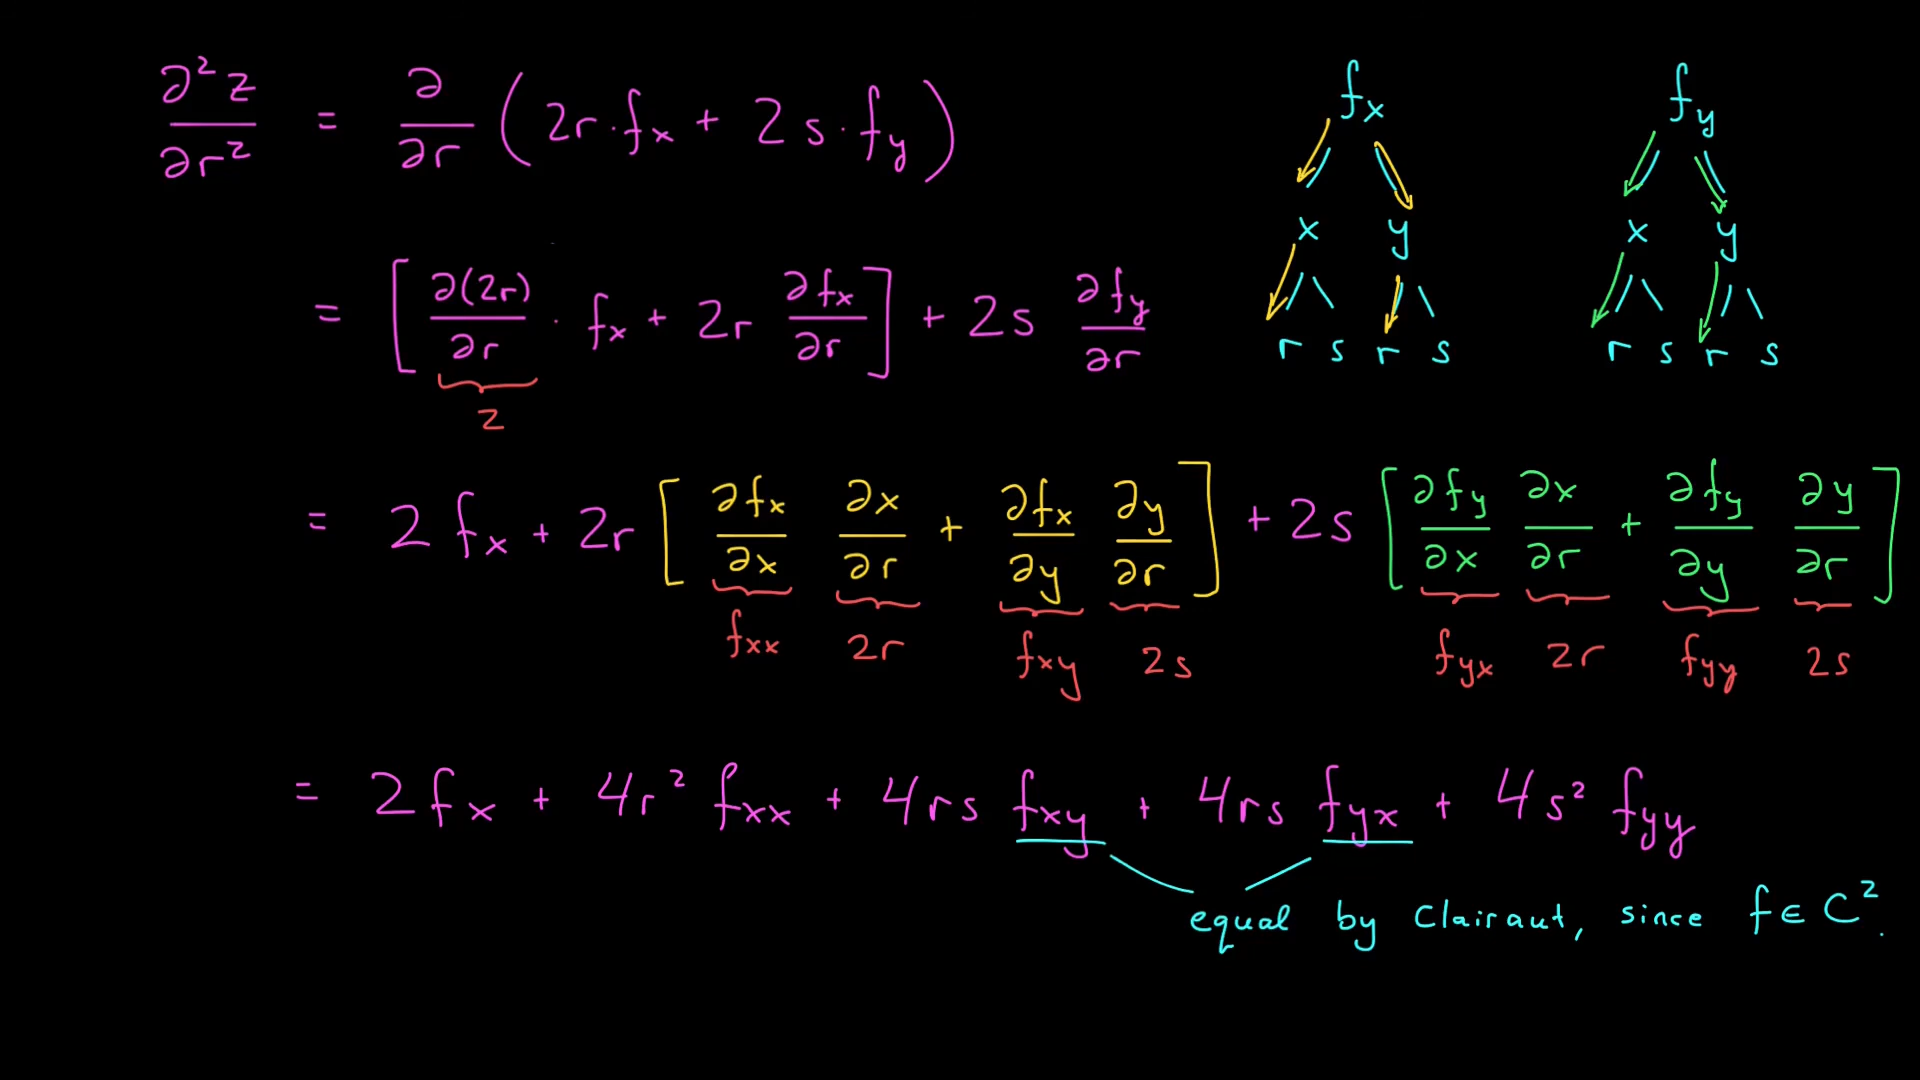 ∂²z/∂r² = ∂/∂r (2r·fx + 2s·fy)
= [∂(2r)/∂r · fx + 2r ∂fx/∂r] + 2s ∂fy/∂r
2
fx fy
x y x y
r s r s r s r s
= 2fx + 2r [∂fx/∂x ∂x/∂r + ∂fx/∂y ∂y/∂r] + 2s [∂fy/∂x ∂x/∂r + ∂fy/∂y ∂y/∂r]
fxx 2r fxy 2s fyx 2r fyy 2s
= 2fx + 4r² fxx + 4rs fxy + 4rs fyx + 4s² fyy
equal by Clairaut, since f ∈ C².